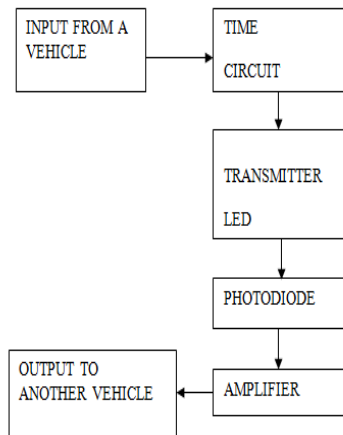 INPUT FROM A
VEHICLE
TIME
CIRCUIT
TRANSMITTER
LED
PHOTODIODE
AMPLIFIER
OUTPUT TO
ANOTHER VEHICLE